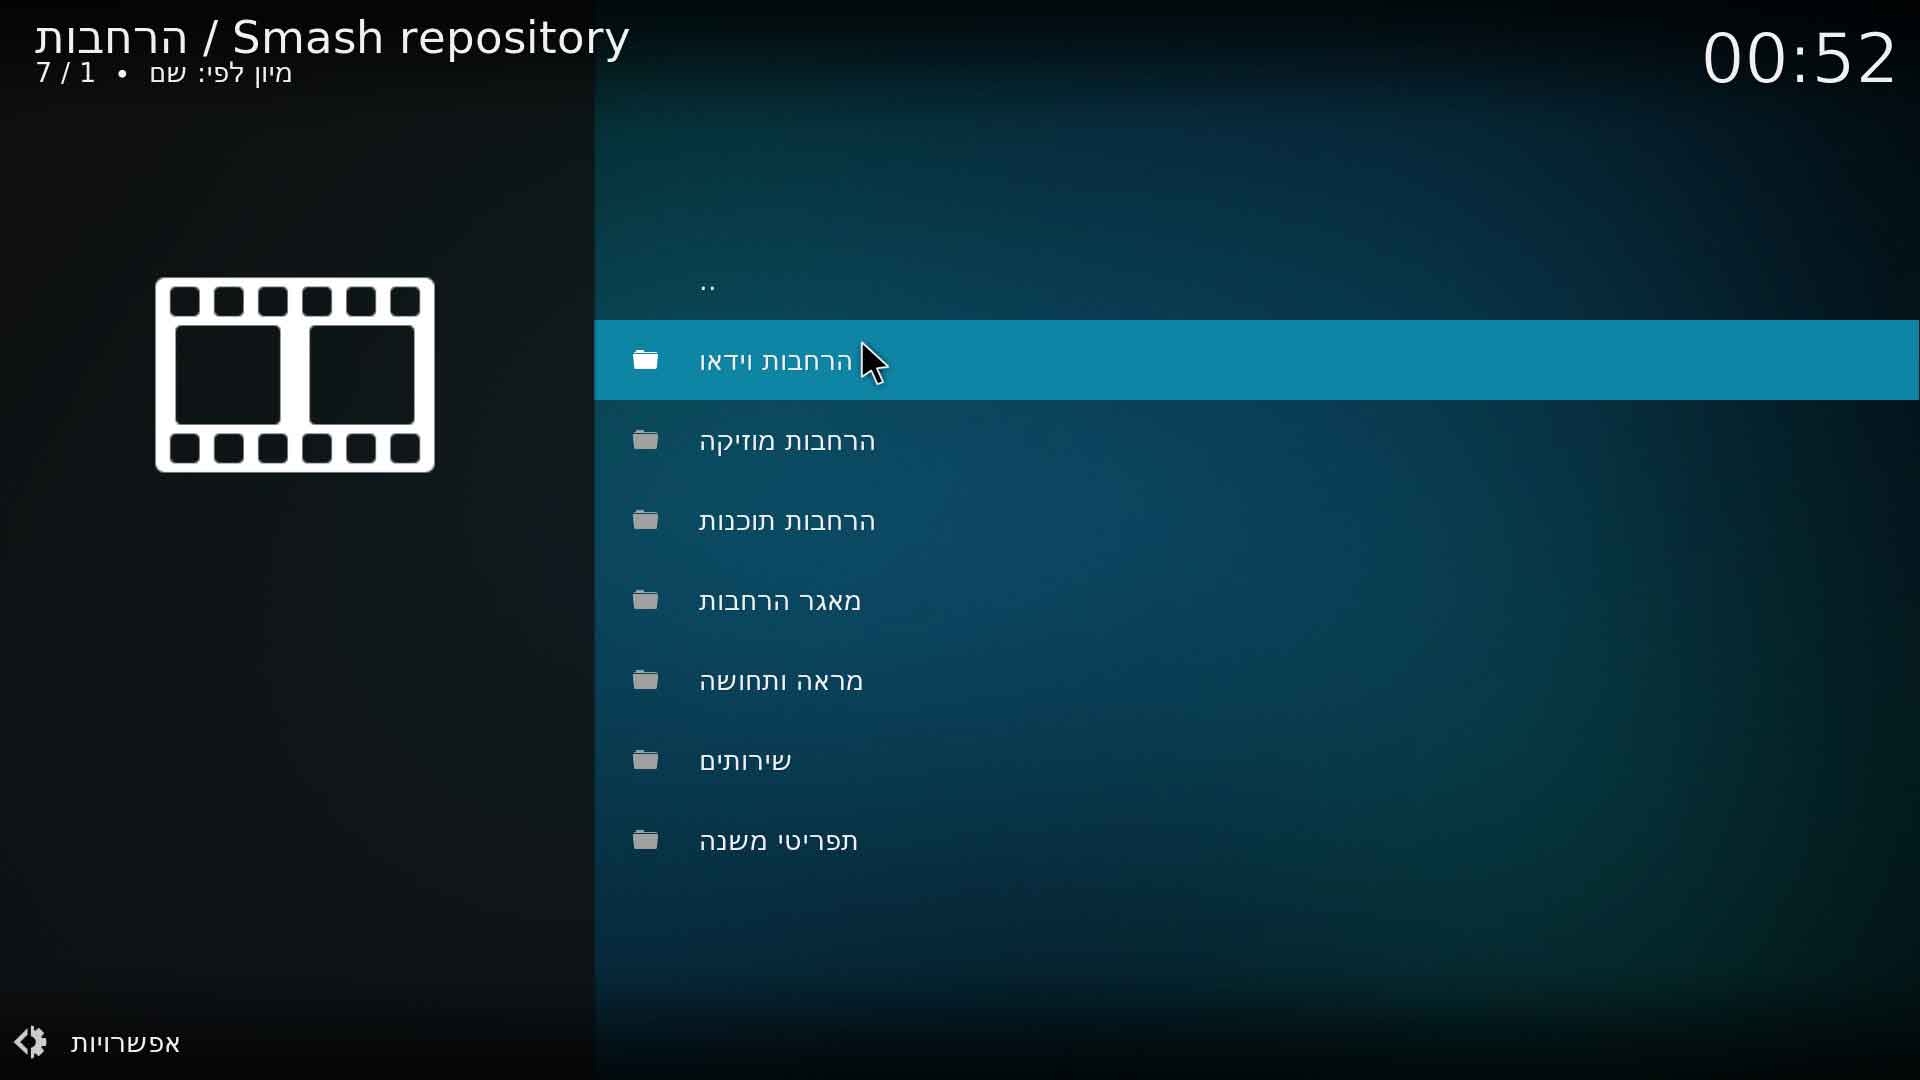 הרחבות / Smash repository
מיון לפי: שם • 1 / 7
00:52
..
הרחבות וידאו
הרחבות מוזיקה
הרחבות תוכנות
מאגר הרחבות
מראה ותחושה
שירותים
תפריטי משנה
אפשרויות